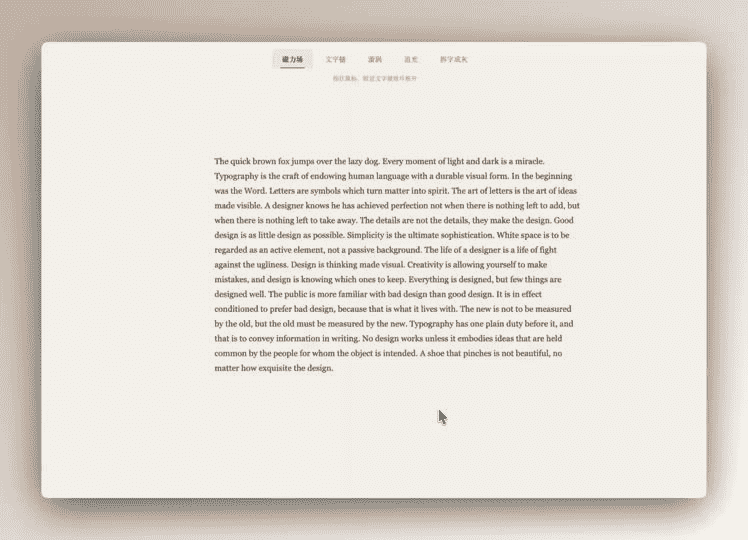 磁力场 文字链 漩涡 追光 拆字成灰
The quick brown fox jumps over the lazy dog. Every moment of light and dark is a miracle.
Typography is the craft of endowing human language with a durable visual form. In the beginning
was the Word. Letters are symbols which turn matter into spirit. The art of letters is the art of ideas
made visible. A designer knows he has achieved perfection not when there is nothing left to add, but
when there is nothing left to take away. The details are not the details, they make the design. Good
design is as little design as possible. Simplicity is the ultimate sophistication. White space is to be
regarded as an active element, not a passive background. The life of a designer is a life of fight
against the ugliness. Design is thinking made visual. Creativity is allowing yourself to make
mistakes, and design is knowing which ones to keep. Everything is designed, but few things are
designed well. The public is more familiar with bad design than good design. It is in effect
conditioned to prefer bad design, because that is what it lives with. The new is not to be measured
by the old, but the old must be measured by the new. Typography has one plain duty before it, and
that is to convey information in writing. No design works unless it embodies ideas that are held
common by the people for whom the object is intended. A shoe that pinches is not beautiful, no
matter how exquisite the design.